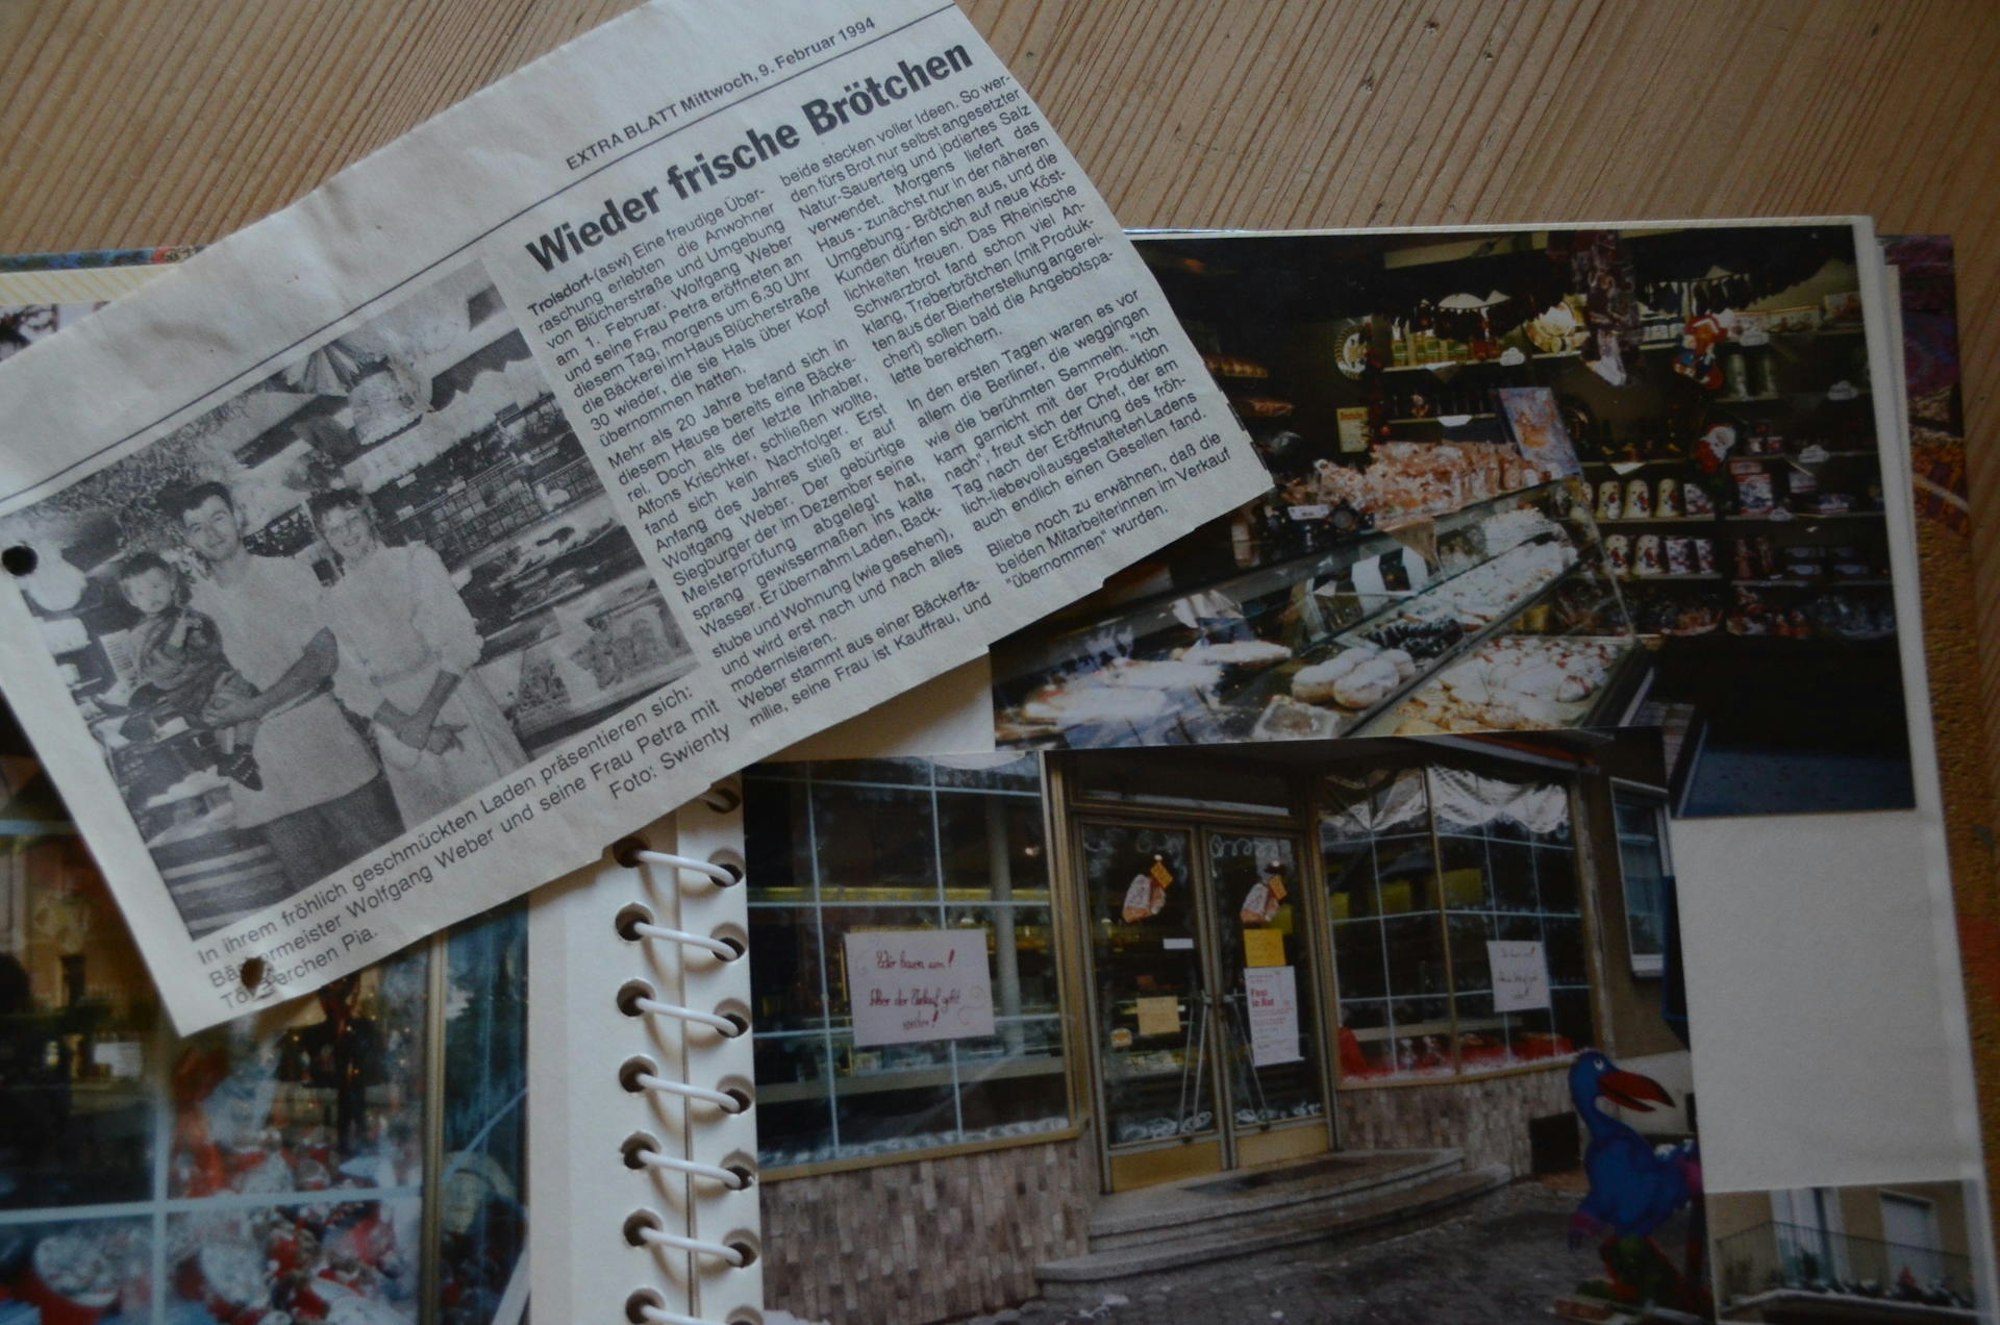 EXTRA BLATT Mittwoch, 9. Februar 1994
Wieder frische Brötchen
Troisdorf-(asw) Eine freudige Über-
raschung erlebten die Anwohner
von Blücherstraße und Umgebung
am 1. Februar. Wolfgang Weber
und seine Frau Petra eröffneten an
diesem Tag, morgens um 6.30 Uhr
die Bäckerei im Haus Blücherstraße
30 wieder, die sie Hals über Kopf
übernommen hatten.
Mehr als 20 Jahre befand sich in
diesem Hause bereits eine Bäcke-
rei. Doch als der letzte Inhaber,
Alfons Krischker, schließen wollte,
fand sich kein Nachfolger. Erst
Anfang des Jahres stieß er auf
Wolfgang Weber. Der gebürtige
Siegburger der im Dezember seine
Meisterprüfung abgelegt hat,
sprang gewissermaßen ins kalte
Wasser. Er übernahm Laden, Back-
stube und Wohnung (wie gesehen),
und wird erst nach und nach alles
modernisieren.
Weber stammt aus einer Bäckerfa-
milie, seine Frau ist Kauffrau, und
beide stecken voller Ideen. So wer-
den fürs Brot nur selbst angesetzter
Natur-Sauerteig und jodiertes Salz
verwendet. Morgens liefert das
Haus - zunächst nur in der näheren
Umgebung - Brötchen aus, und die
Kunden dürfen sich auf neue Köst-
lichkeiten freuen. Das Rheinische
Schwarzbrot fand schon viel An-
klang, Treberbrötchen (mit Produk-
ten aus der Bierherstellung angerei-
chert) sollen bald die Angebotspa-
lette bereichern.
In den ersten Tagen waren es vor
allem die Berliner, die weggingen
wie die berühmten Semmeln. "Ich
kam garnicht mit der Produktion
nach", freut sich der Chef, der am
Tag nach der Eröffnung des fröh-
lich-liebevoll ausgestalteten Ladens
auch endlich einen Gesellen fand.
Bliebe noch zu erwähnen, daß die
beiden Mitarbeiterinnen im Verkauf
"übernommen" wurden.
In ihrem fröhlich geschmückten Laden präsentieren sich:
Bäckermeister Wolfgang Weber und seine Frau Petra mit
Töchterchen Pia.
Foto: Swienty
Wir bauen um!
Aber der Verkauf geht
weiter!